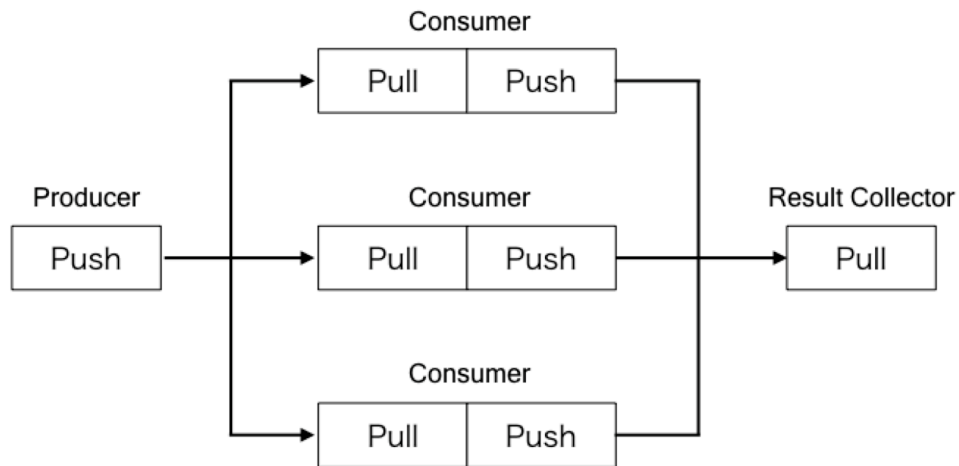 Consumer
Pull Push
Producer
Push
Consumer
Pull Push
Result Collector
Pull
Consumer
Pull Push